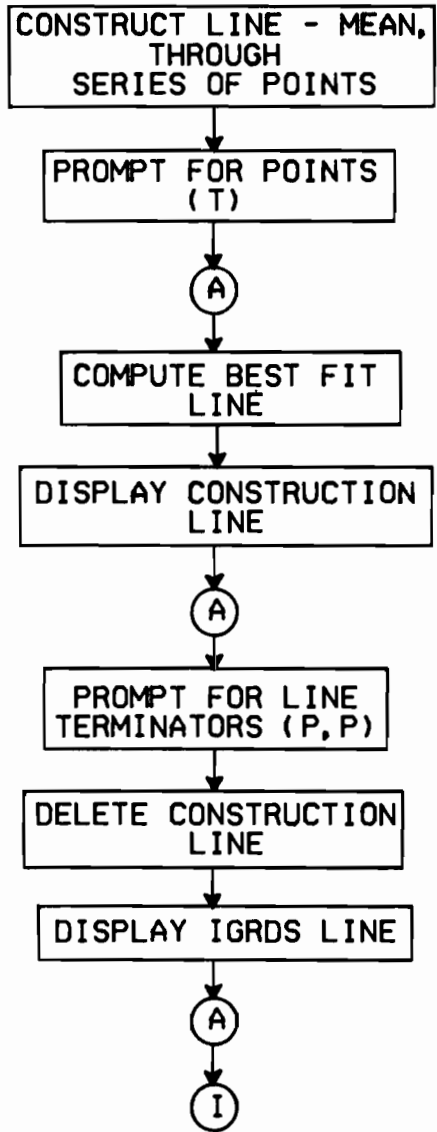 CONSTRUCT LINE - MEAN,
THROUGH
SERIES OF POINTS
PROMPT FOR POINTS
(T)
A
COMPUTE BEST FIT
LINE
DISPLAY CONSTRUCTION
LINE
A
PROMPT FOR LINE
TERMINATORS (P,P)
DELETE CONSTRUCTION
LINE
DISPLAY IGRDS LINE
A
I